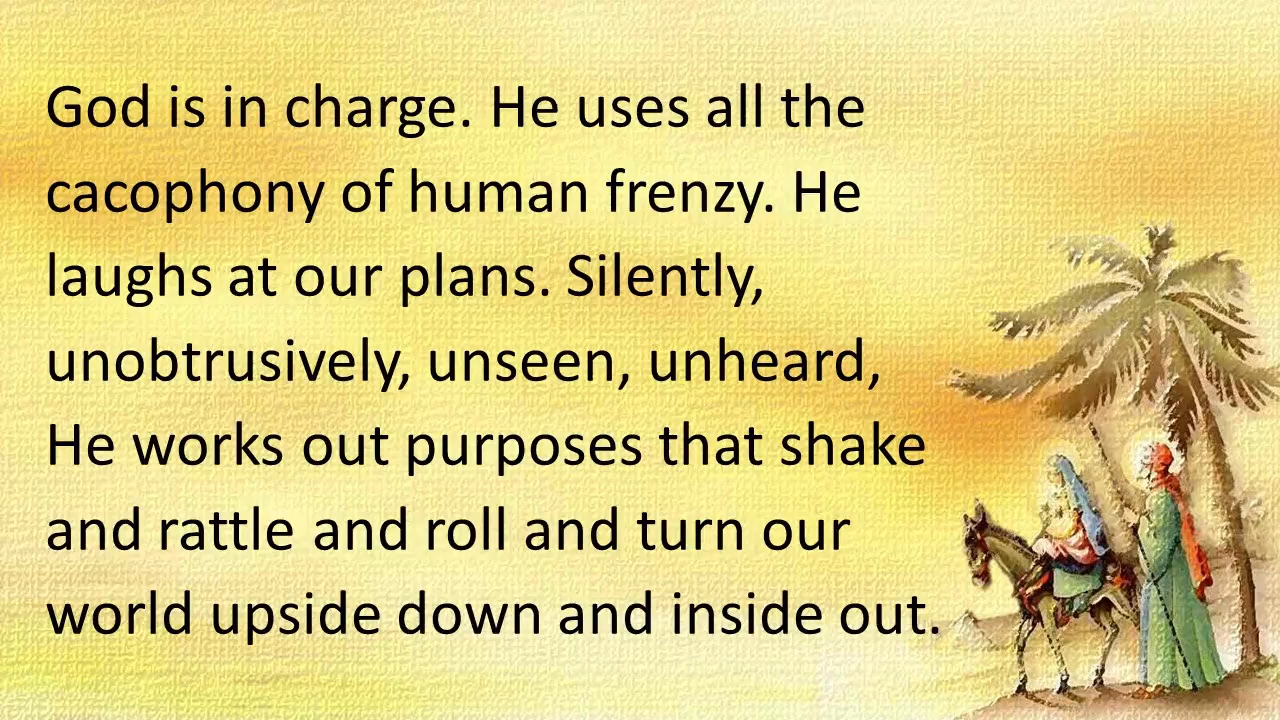 God is in charge. He uses all the
cacophony of human frenzy. He
laughs at our plans. Silently,
unobtrusively, unseen, unheard,
He works out purposes that shake
and rattle and roll and turn our
world upside down and inside out.